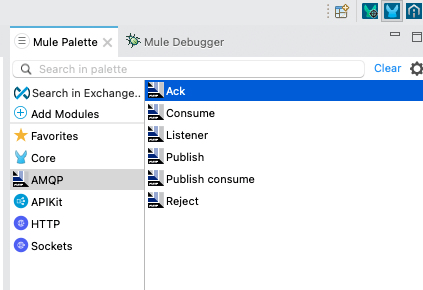 Mule Palette
Mule Debugger
Search in palette
Clear
Search in Exchange..
Add Modules
Favorites
Core
AMQP
APIKit
HTTP
Sockets
Ack
Consume
Listener
Publish
Publish consume
Reject